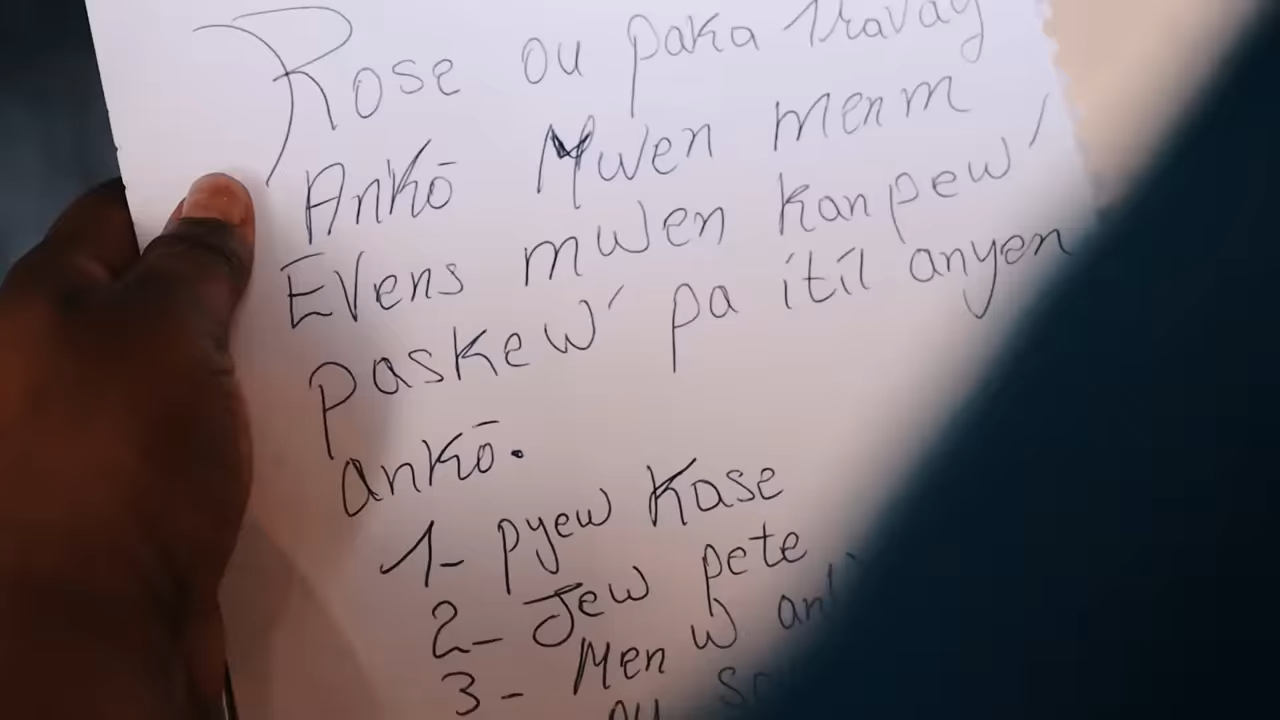 Rose ou paka travay
Ankō Mwen menm
Evens mwen kanpew'
paskew' pa itil anyen
ankō.
1- pyew Kase
2- Jew pete
3- Men w
ou